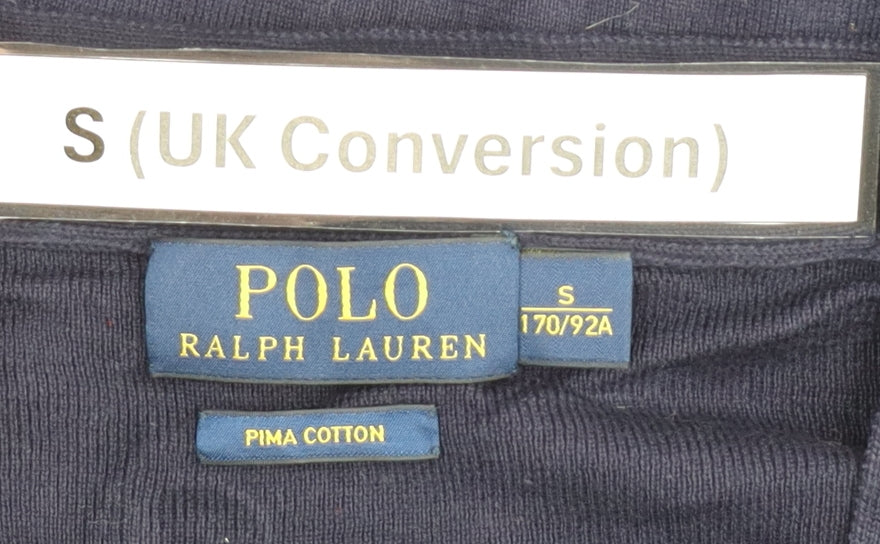 S (UK Conversion)
POLO
RALPH LAUREN
S
170/92A
PIMA COTTON